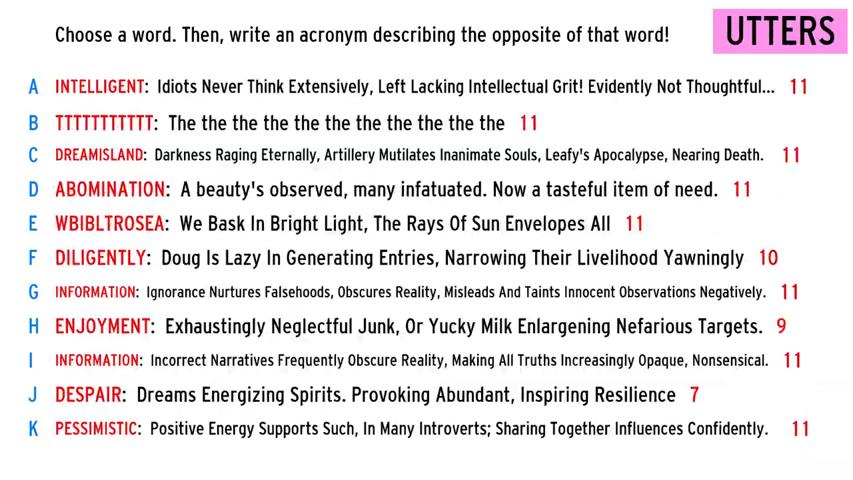 Choose a word. Then, write an acronym describing the opposite of that word!
UTTERS
A INTELLIGENT: Idiots Never Think Extensively, Left Lacking Intellectual Grit! Evidently Not Thoughtful... 11
B TTTTTTTTTTT: The the the the the the the the the the the 11
C DREAMISLAND: Darkness Raging Eternally, Artillery Mutilates Inanimate Souls, Leafy's Apocalypse, Nearing Death. 11
D ABOMINATION: A beauty's observed, many infatuated. Now a tasteful item of need. 11
E WBIBLTROSEA: We Bask In Bright Light, The Rays Of Sun Envelopes All 11
F DILIGENTLY: Doug Is Lazy In Generating Entries, Narrowing Their Livelihood Yawningly 10
G INFORMATION: Ignorance Nurtures Falsehoods, Obscures Reality, Misleads And Taints Innocent Observations Negatively. 11
H ENJOYMENT: Exhaustingly Neglectful Junk, Or Yucky Milk Enlargening Nefarious Targets. 9
I INFORMATION: Incorrect Narratives Frequently Obscure Reality, Making All Truths Increasingly Opaque, Nonsensical. 11
J DESPAIR: Dreams Energizing Spirits. Provoking Abundant, Inspiring Resilience 7
K PESSIMISTIC: Positive Energy Supports Such, In Many Introverts; Sharing Together Influences Confidently. 11